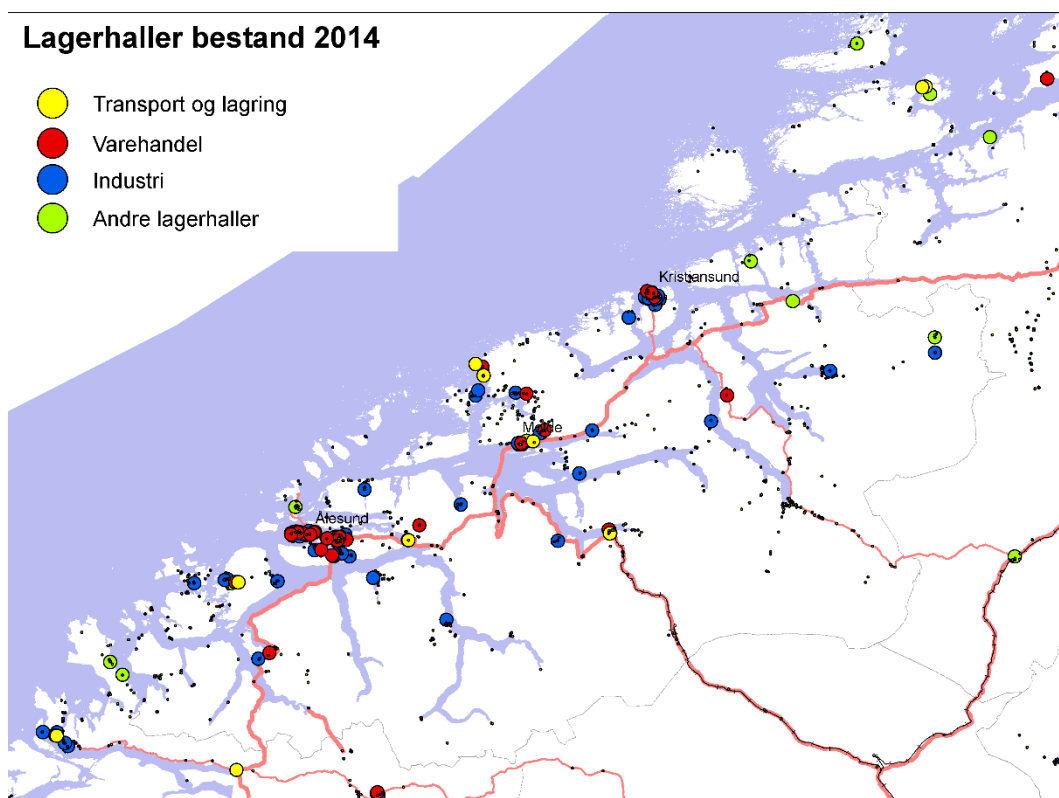 Lagerhaller bestand 2014
Transport og lagring
Varehandel
Industri
Andre lagerhaller
Kristiansund
Molde
Ålesund